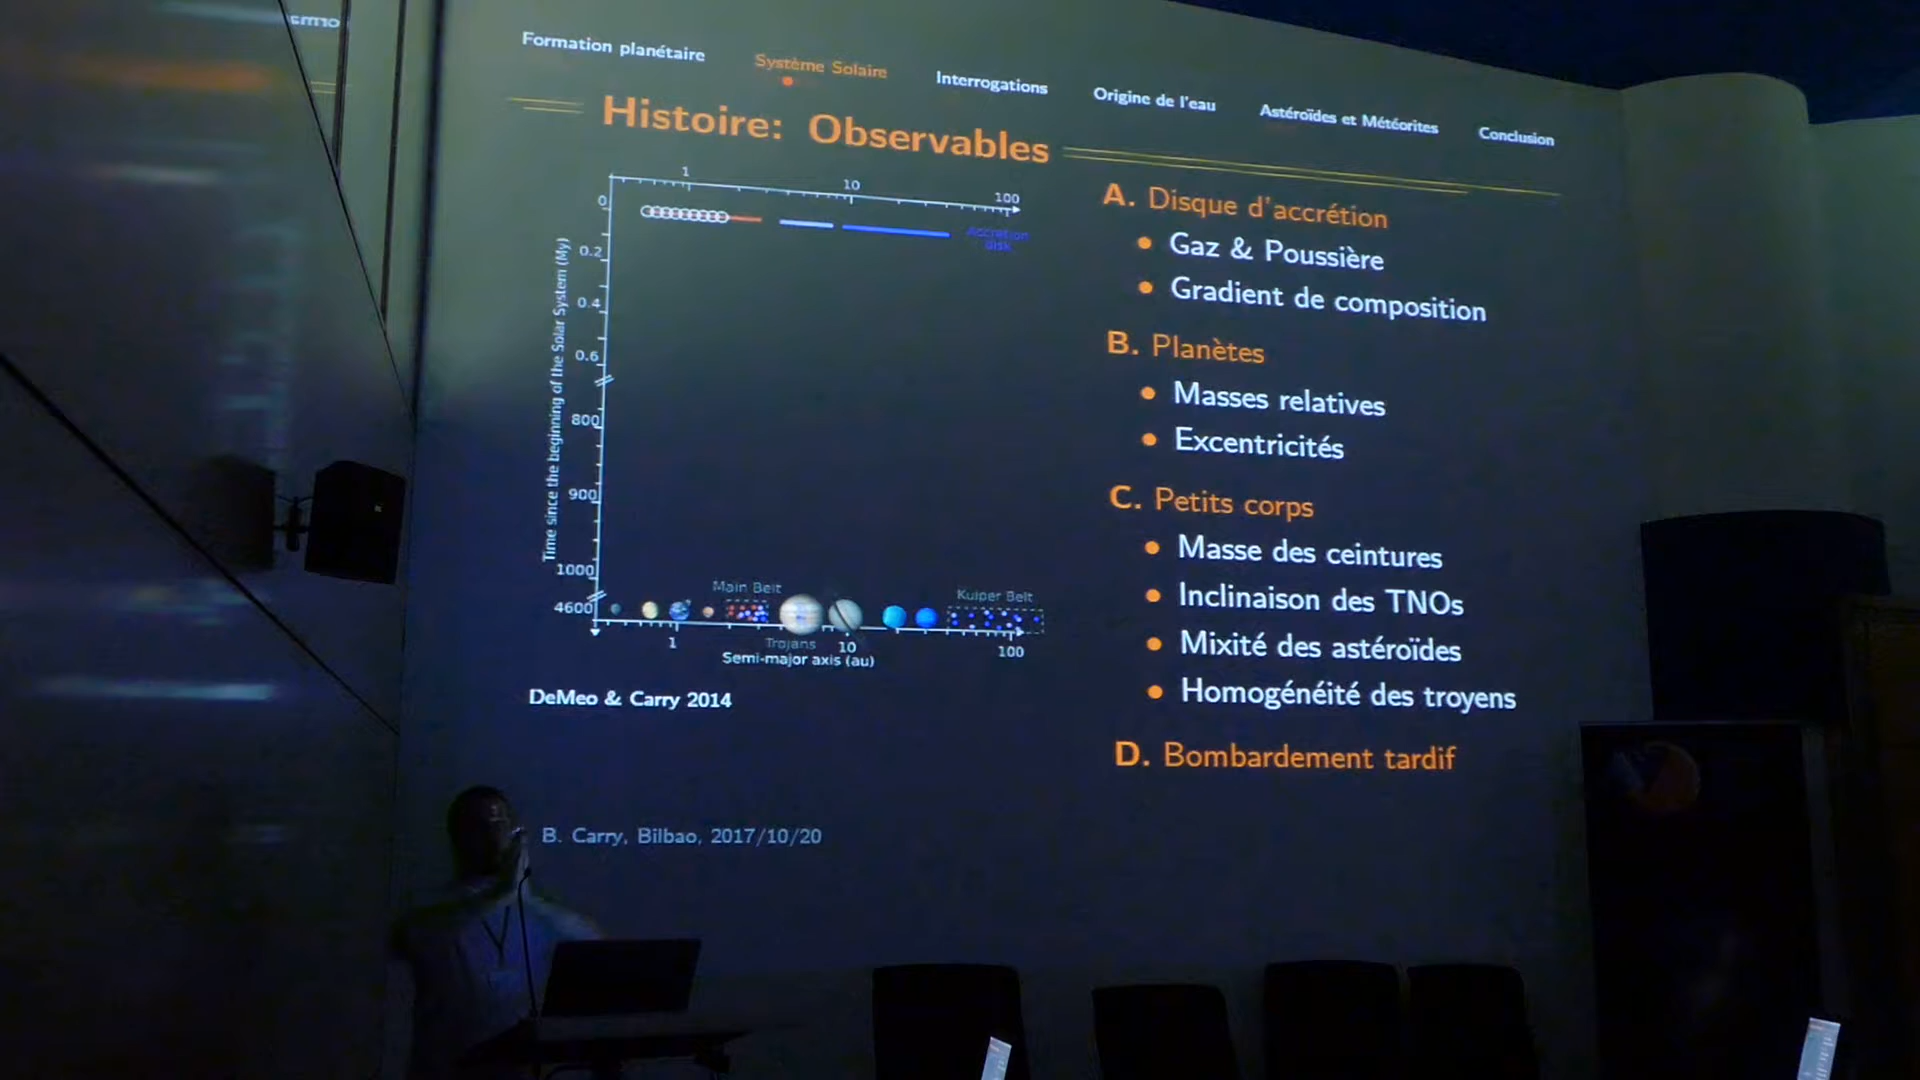 Formation planétaire
Système Solaire
Interrogations
Origine de l'eau
Astéroïdes et Météorites
Conclusion
Histoire: Observables
1
10
100
0
0.2
0.4
0.6
800
900
1000
4600
Time since the beginning of the Solar System (My)
Accretion
Disk
Main Belt
Kuiper Belt
Trojans
1
10
100
Semi-major axis (au)
DeMeo & Carry 2014
A. Disque d'accrétion
Gaz & Poussière
Gradient de composition
B. Planètes
Masses relatives
Excentricités
C. Petits corps
Masse des ceintures
Inclinaison des TNOs
Mixité des astéroïdes
Homogénéité des troyens
D. Bombardement tardif
B. Carry, Bilbao, 2017/10/20